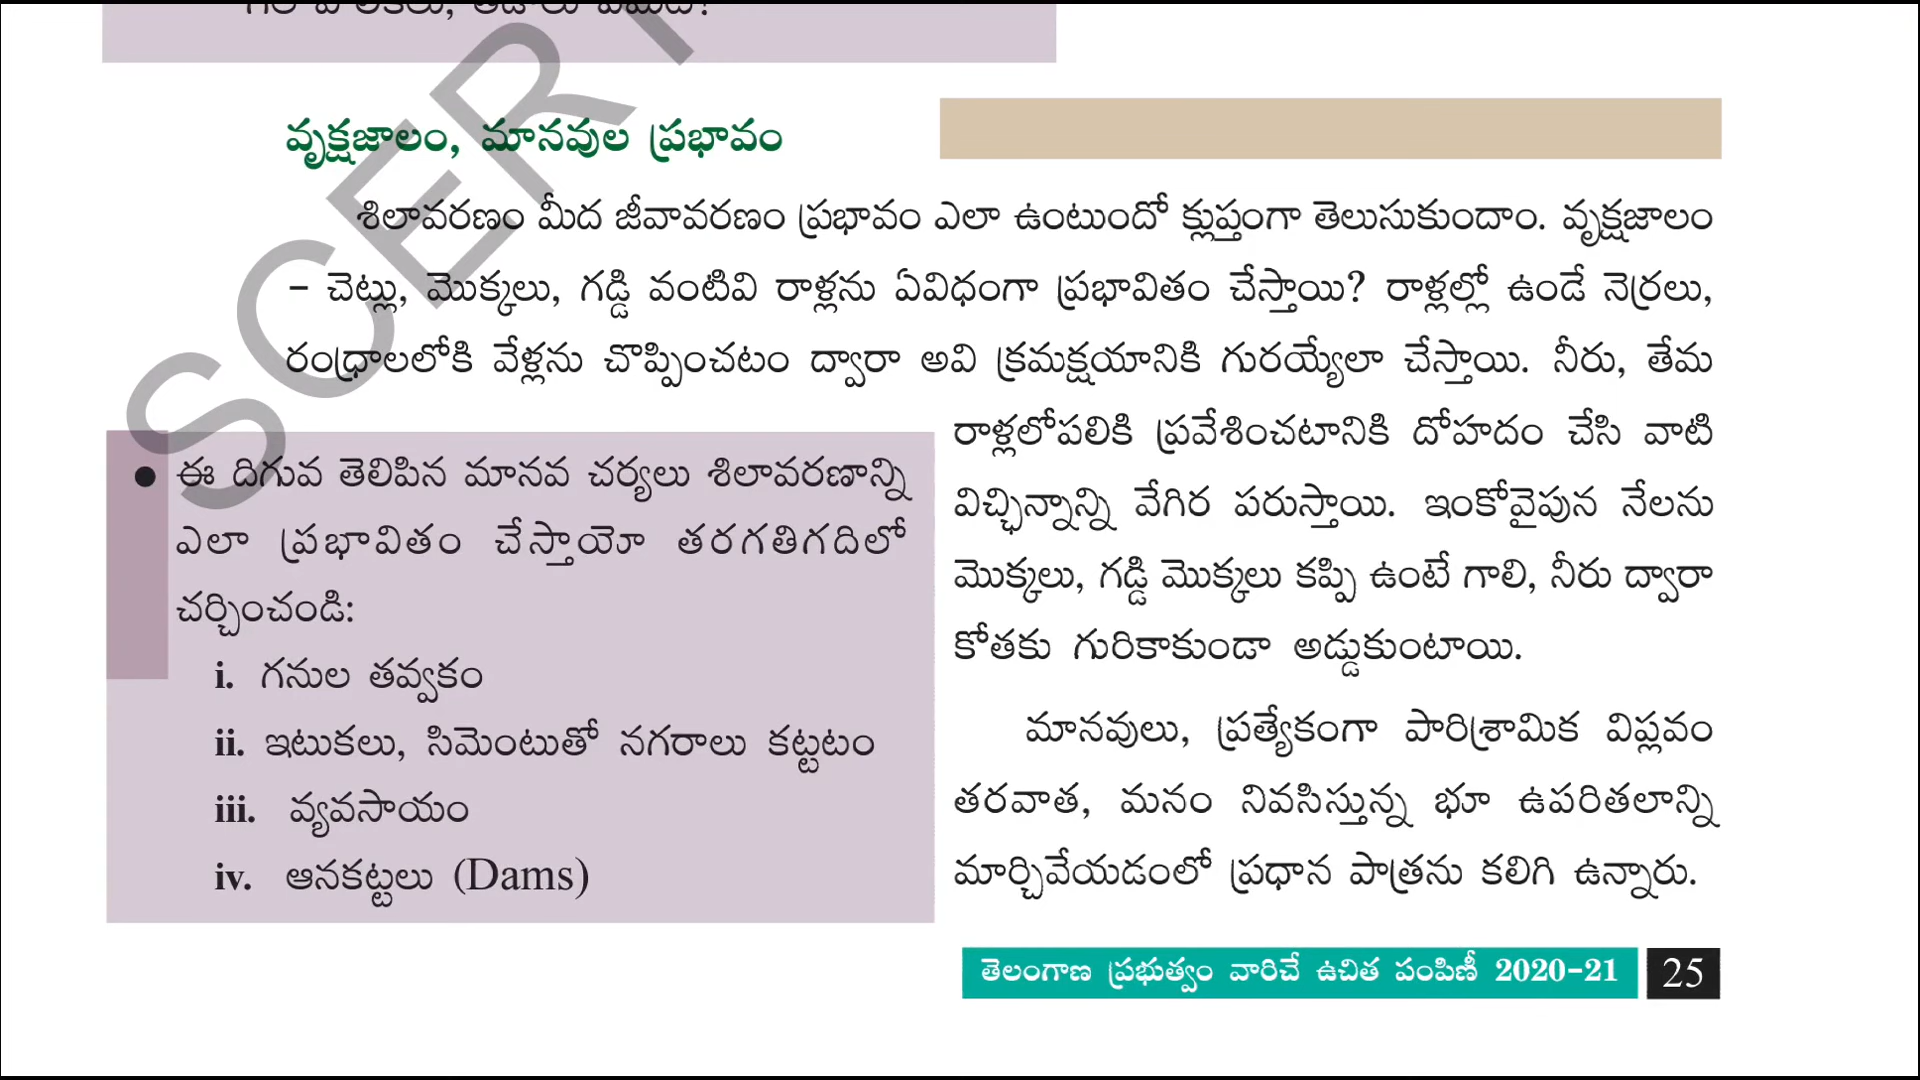 వృక్షజాలం, మానవుల ప్రభావం
శిలావరణం మీద జీవావరణం ప్రభావం ఎలా ఉంటుందో క్లుప్తంగా తెలుసుకుందాం. వృక్షజాలం
– చెట్లు, మొక్కలు, గడ్డి వంటివి రాళ్లను ఏవిధంగా ప్రభావితం చేస్తాయి? రాళ్లల్లో ఉండే నెర్రలు,
రంధ్రాలలోకి వేళ్లను చొప్పించటం ద్వారా అవి క్రమక్షయానికి గురయ్యేలా చేస్తాయి. నీరు, తేమ
రాళ్లలోపలికి ప్రవేశించటానికి దోహదం చేసి వాటి
విచ్ఛిన్నాన్ని వేగిర పరుస్తాయి. ఇంకోవైపున నేలను
మొక్కలు, గడ్డి మొక్కలు కప్పి ఉంటే గాలి, నీరు ద్వారా
కోతకు గురికాకుండా అడ్డుకుంటాయి.
మానవులు, ప్రత్యేకంగా పారిశ్రామిక విప్లవం
తరవాత, మనం నివసిస్తున్న భూ ఉపరితలాన్ని
మార్చివేయడంలో ప్రధాన పాత్రను కలిగి ఉన్నారు.
● ఈ దిగువ తెలిపిన మానవ చర్యలు శిలావరణాన్ని
ఎలా ప్రభావితం చేస్తాయో తరగతిగదిలో
చర్చించండి:
i. గనుల తవ్వకం
ii. ఇటుకలు, సిమెంటుతో నగరాలు కట్టటం
iii. వ్యవసాయం
iv. ఆనకట్టలు (Dams)
తెలంగాణ ప్రభుత్వం వారిచే ఉచిత పంపిణీ 2020-21 25
SCERT